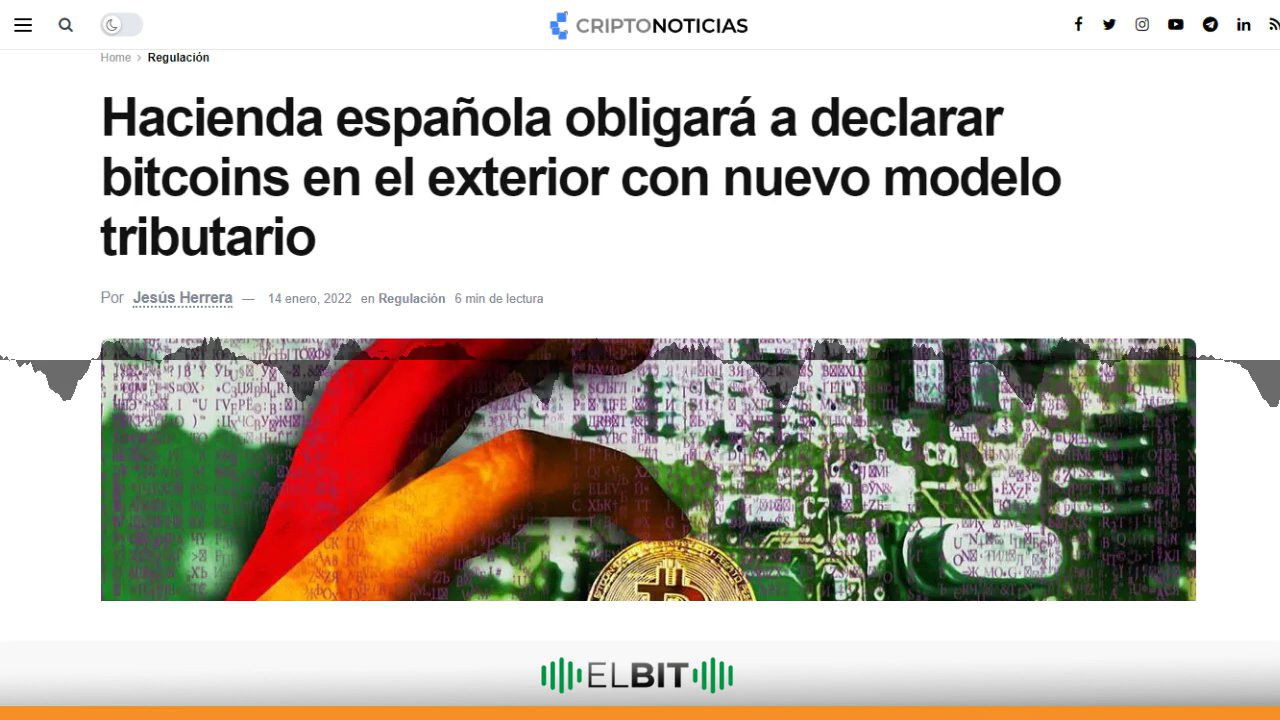 CRIPTONOTICIAS
Home > Regulación
Hacienda española obligará a declarar
bitcoins en el exterior con nuevo modelo
tributario
Por Jesús Herrera — 14 enero, 2022 en Regulación 6 min de lectura
ELBIT